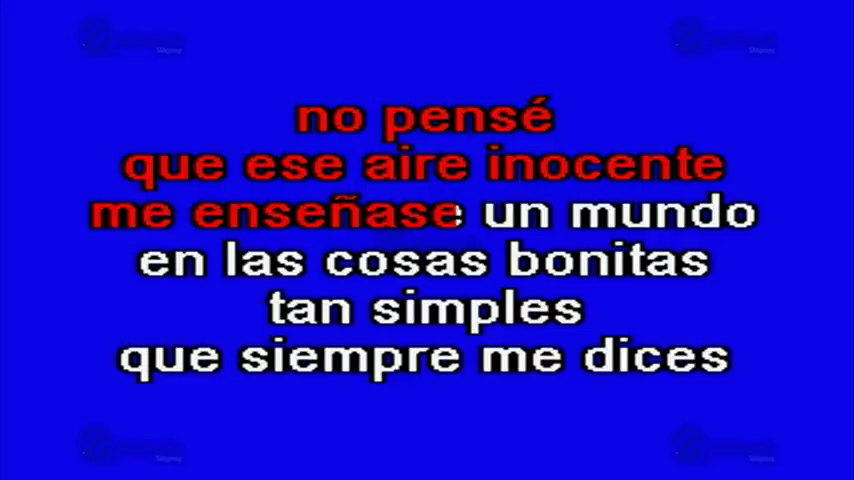 no pensé
que ese aire inocente
me enseñase un mundo
en las cosas bonitas
tan simples
que siempre me dices